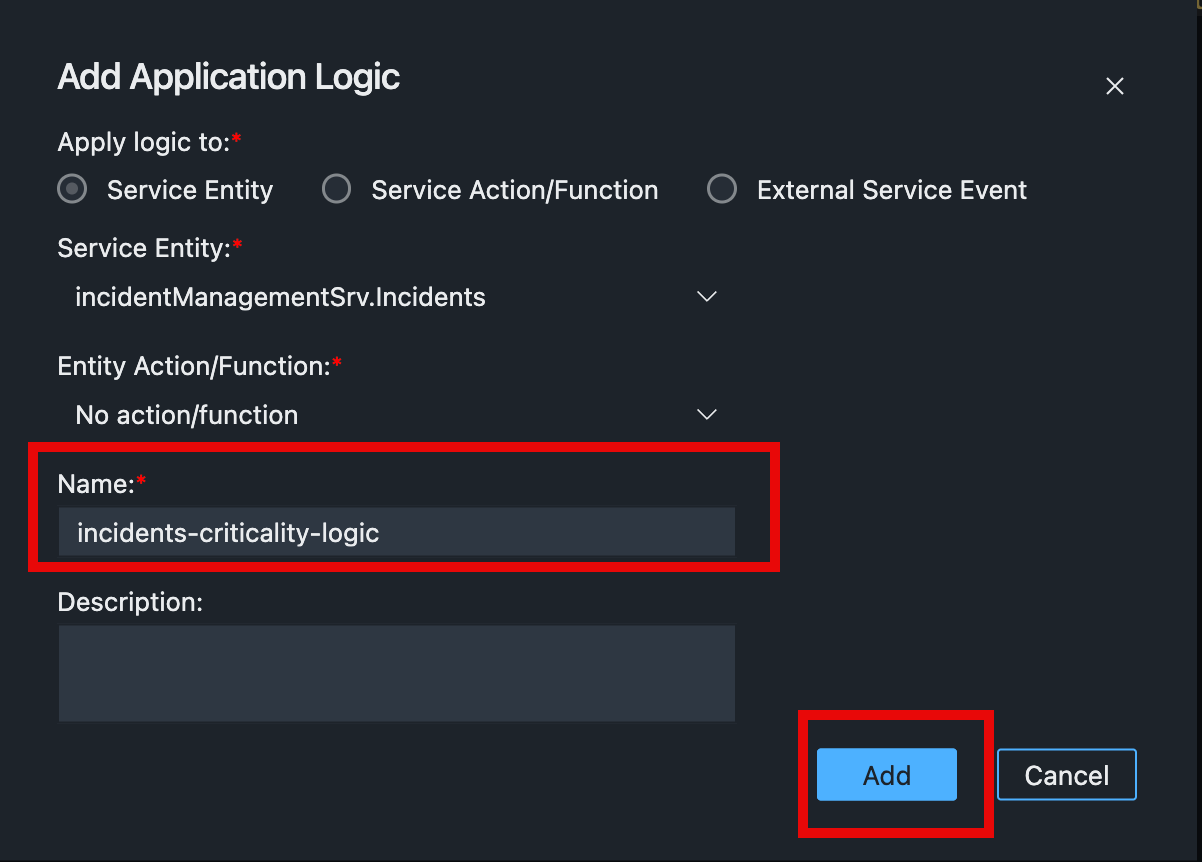 Add Application Logic
Apply logic to:*
Service Entity Service Action/Function External Service Event
Service Entity:*
incidentManagementSrv.Incidents
Entity Action/Function:*
No action/function
Name:*
incidents-criticality-logic
Description:
Add Cancel